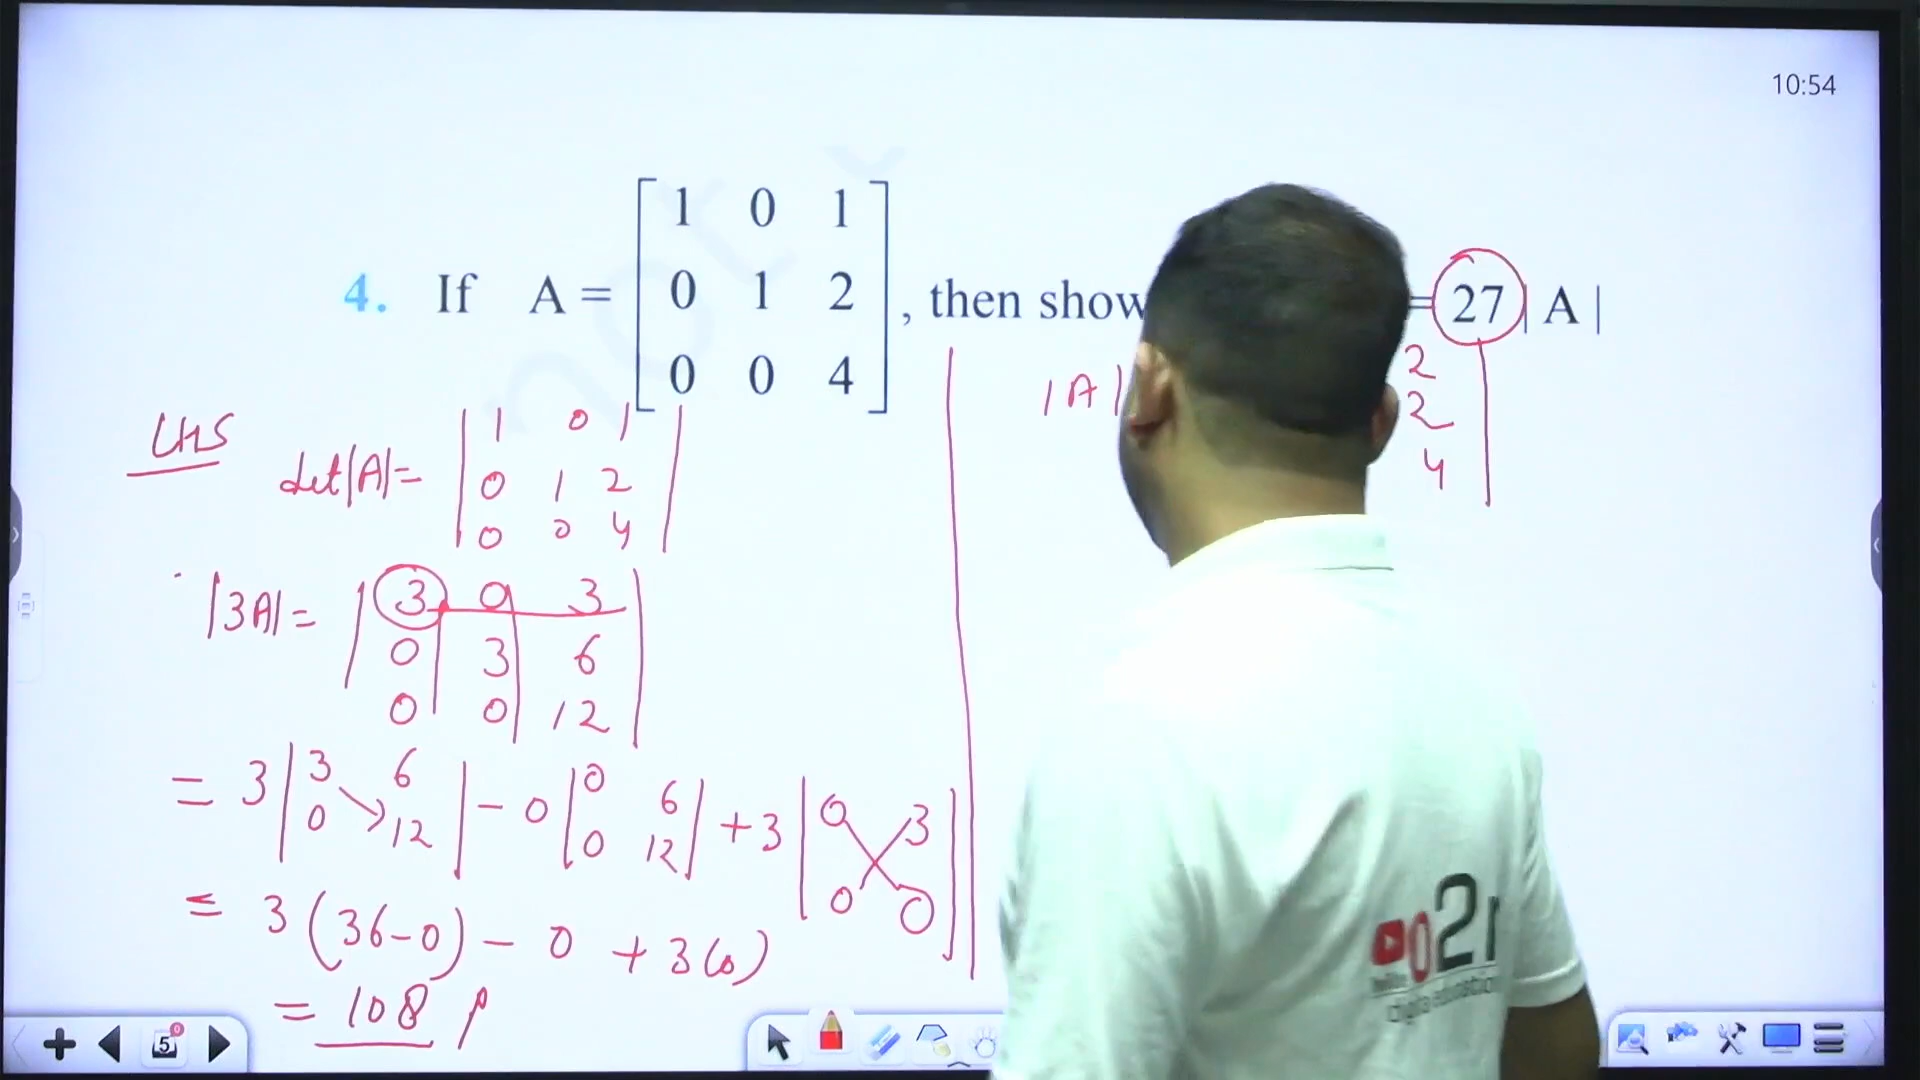 10:54
4. If A = [ 1 0 1
0 1 2
0 0 4 ], then show = 27 | A |
LHS
det|A| = | 1 0 1
0 1 2
0 0 4 |
|3A| = | 3 0 3
0 3 6
0 0 12 |
= 3 | 3 6
0 12 | - 0 | 0 6
0 12 | + 3 | 0 3
0 0 |
= 3 (36-0) - 0 + 3(0)
= 108
|A|
2
2
4 |
5
0
o2r